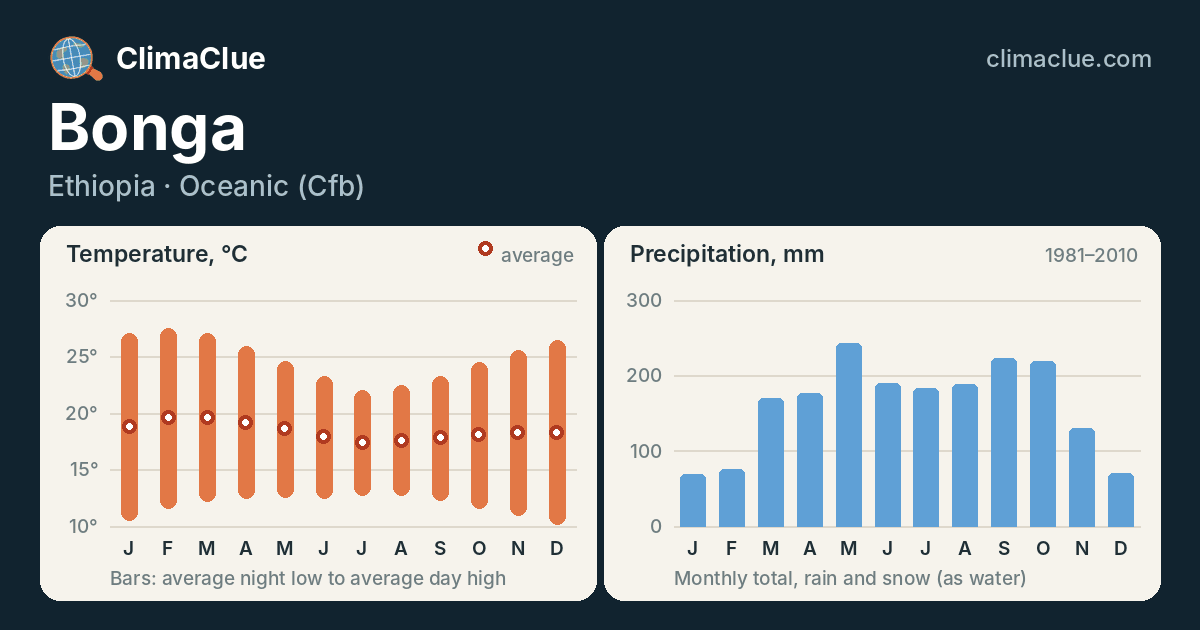 ClimaClue
climaclue.com
Bonga
Ethiopia · Oceanic (Cfb)
Temperature, °C
average
30°
25°
20°
15°
10°
J F M A M J J A S O N D
Bars: average night low to average day high
Precipitation, mm
1981–2010
300
200
100
0
J F M A M J J A S O N D
Monthly total, rain and snow (as water)